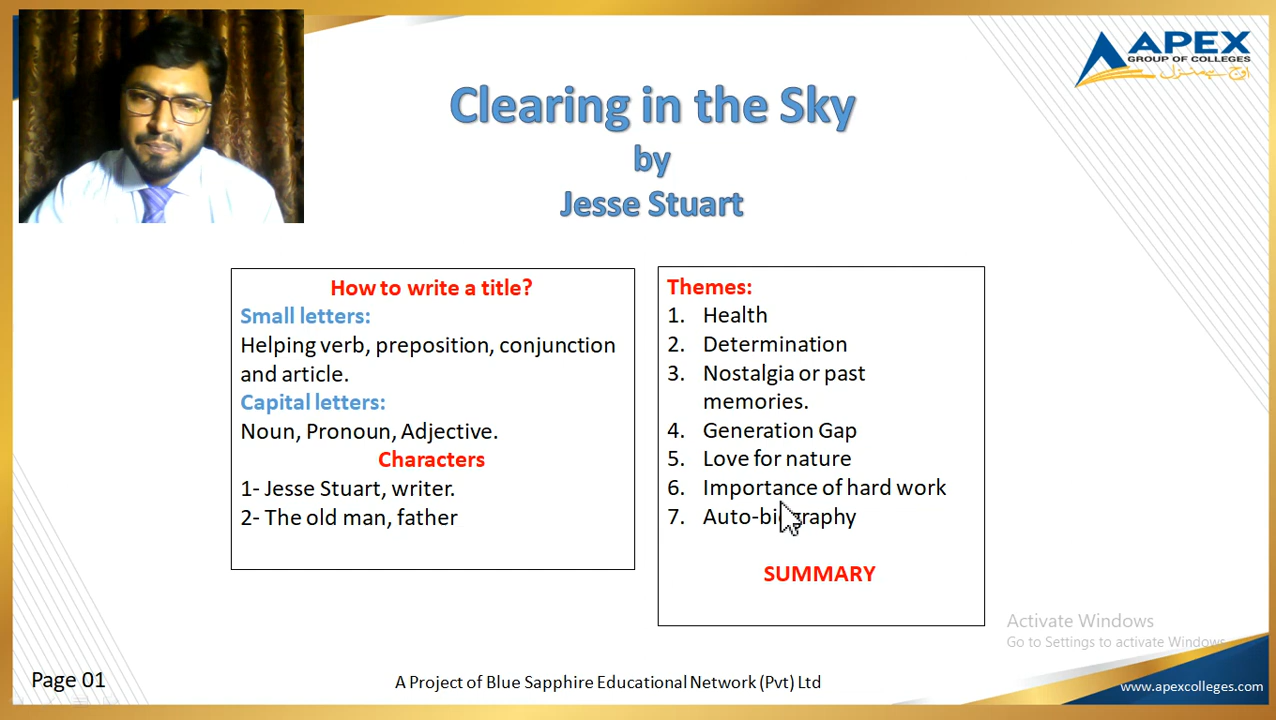 APEX
GROUP OF COLLEGES
اوج ہے منزل
Clearing in the Sky
by
Jesse Stuart
How to write a title?
Small letters:
Helping verb, preposition, conjunction
and article.
Capital letters:
Noun, Pronoun, Adjective.
Characters
1- Jesse Stuart, writer.
2- The old man, father
Themes:
1. Health
2. Determination
3. Nostalgia or past
memories.
4. Generation Gap
5. Love for nature
6. Importance of hard work
7. Auto-biography
SUMMARY
Activate Windows
Go to Settings to activate Windows.
Page 01
A Project of Blue Sapphire Educational Network (Pvt) Ltd
www.apexcolleges.com